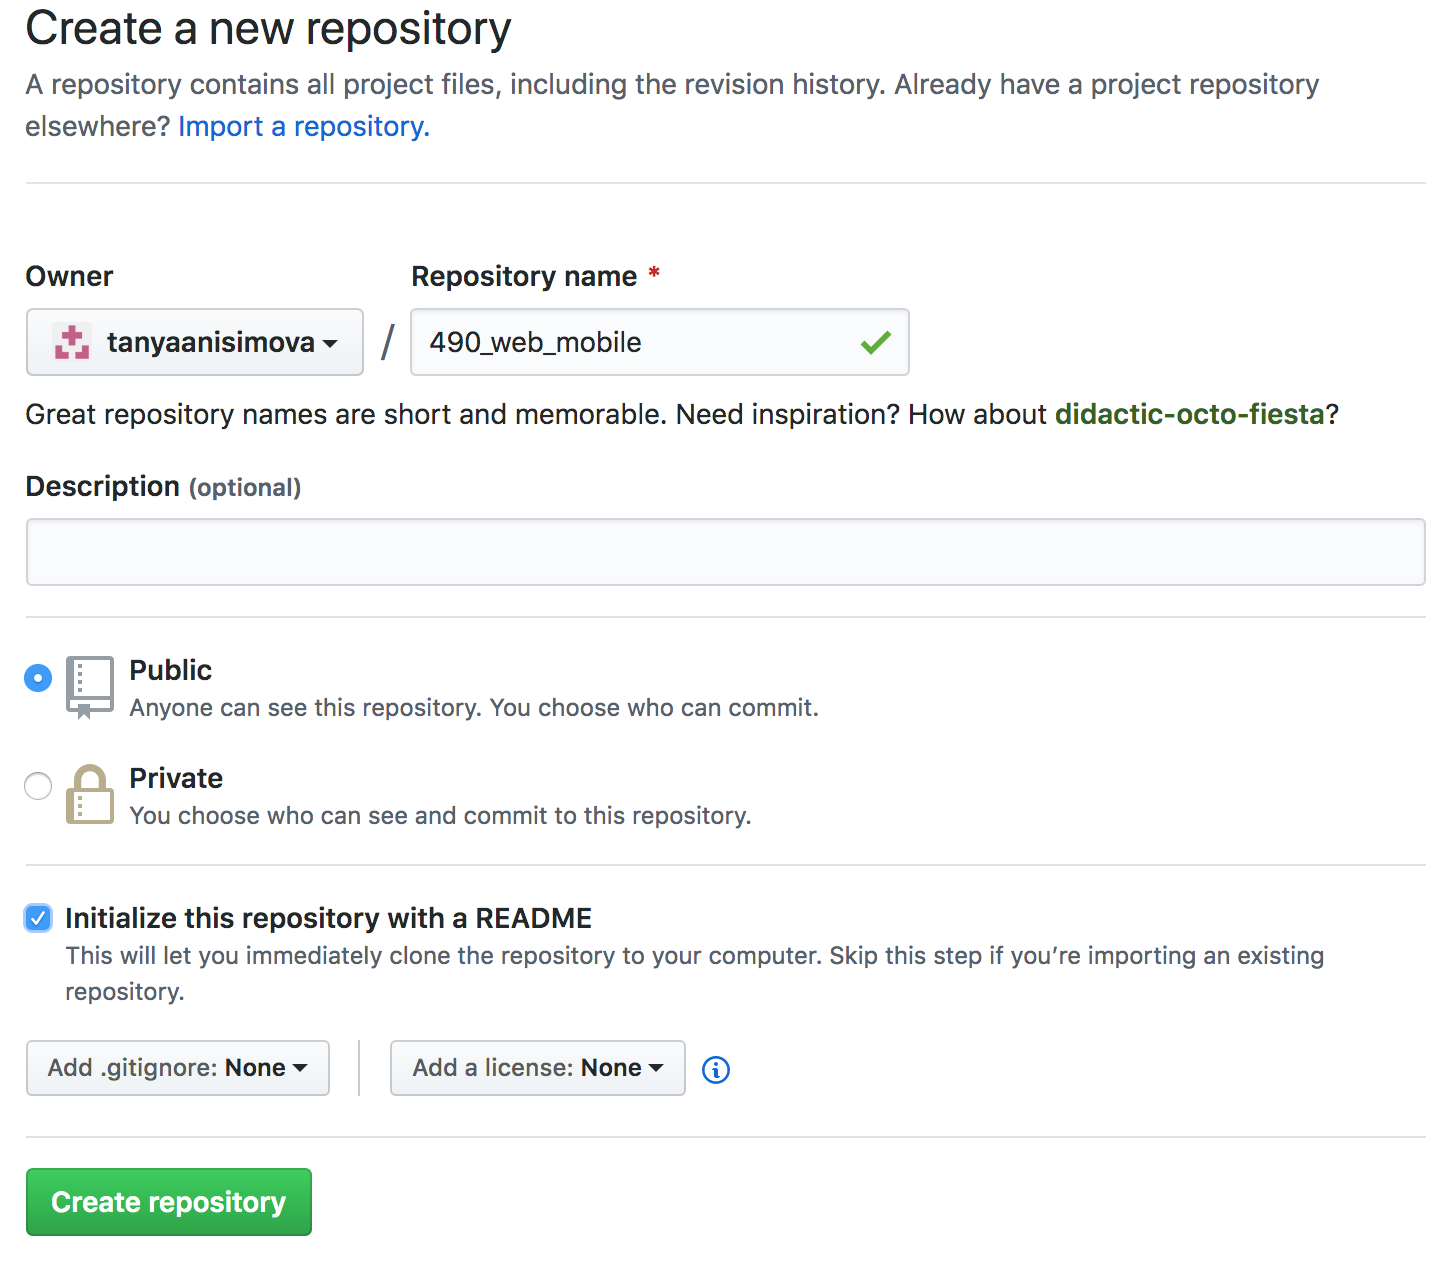 Create a new repository
A repository contains all project files, including the revision history. Already have a project repository
elsewhere? Import a repository.
Owner
Repository name *
tanyaanisimova
/
490_web_mobile
Great repository names are short and memorable. Need inspiration? How about didactic-octo-fiesta?
Description (optional)
Public
Anyone can see this repository. You choose who can commit.
Private
You choose who can see and commit to this repository.
Initialize this repository with a README
This will let you immediately clone the repository to your computer. Skip this step if you’re importing an existing
repository.
Add .gitignore: None
Add a license: None
Create repository